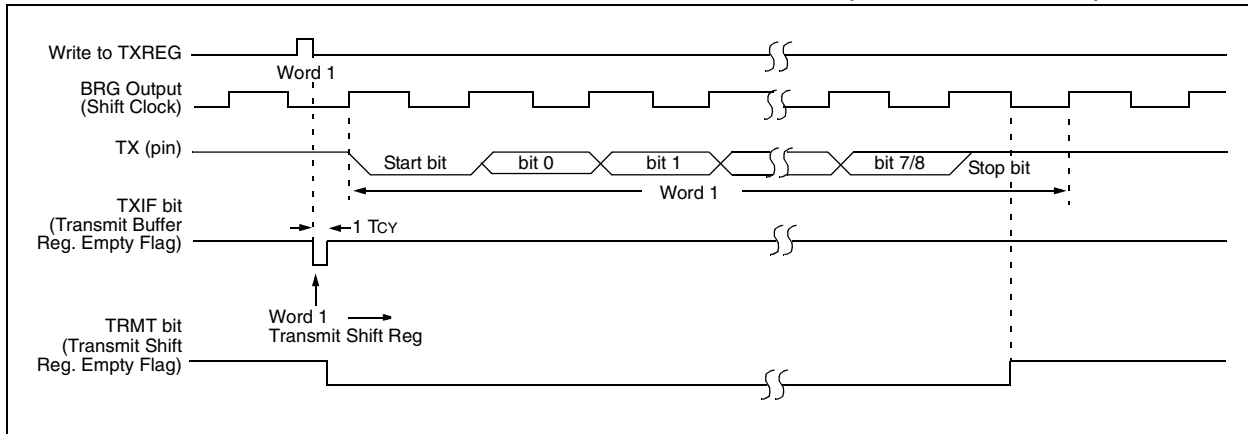 Write to TXREG
Word 1
BRG Output
(Shift Clock)
TX (pin)
Start bit
bit 0
bit 1
bit 7/8
Stop bit
Word 1
TXIF bit
(Transmit Buffer
Reg. Empty Flag)
1 TCY
Word 1
Transmit Shift Reg
TRMT bit
(Transmit Shift
Reg. Empty Flag)